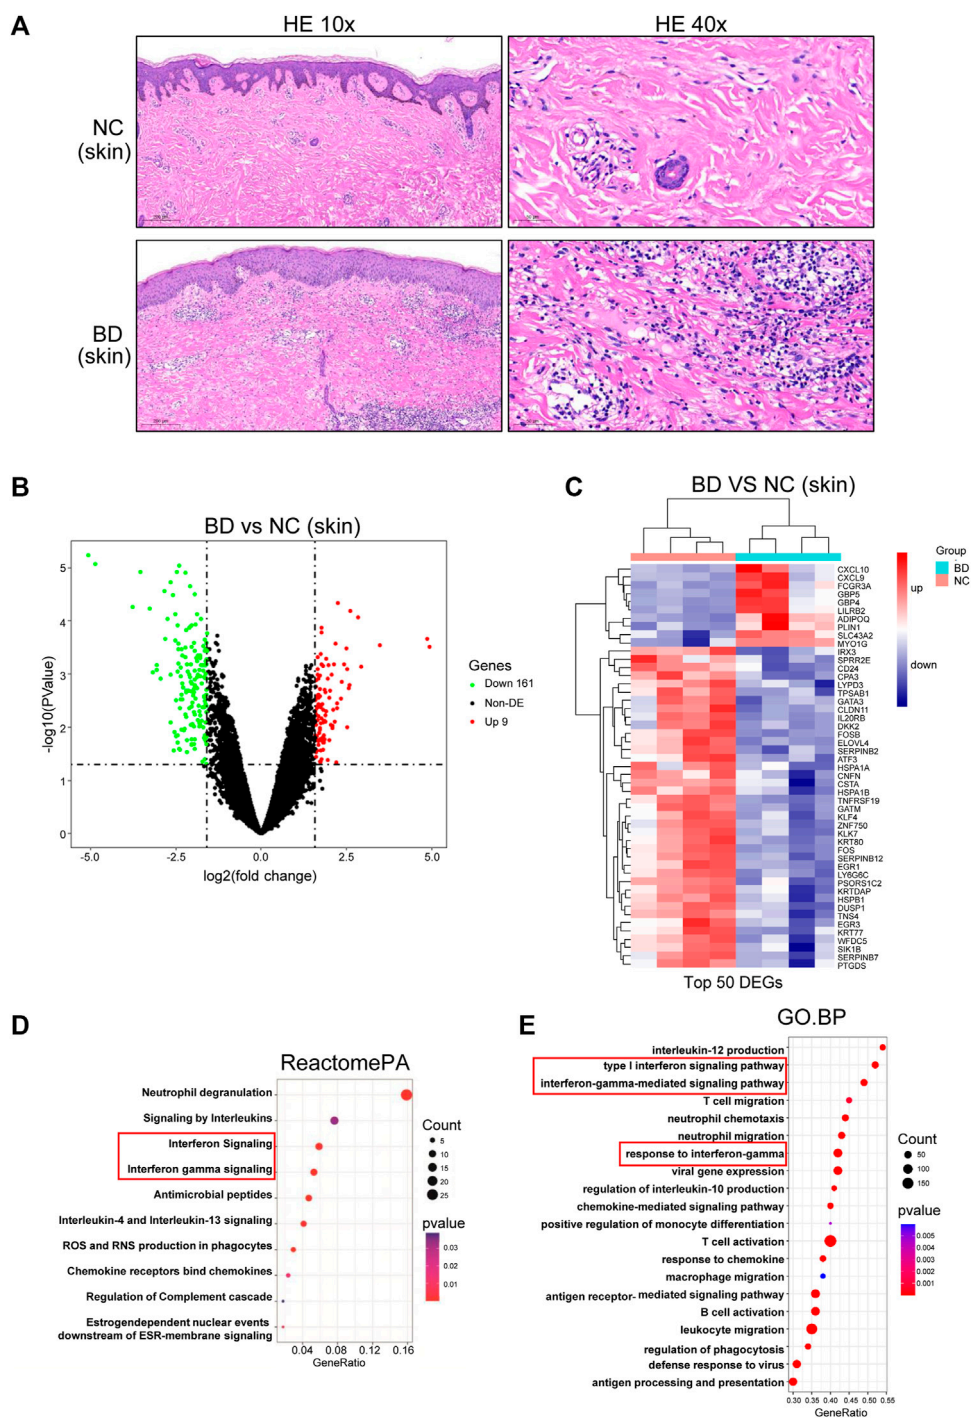 A
HE 10x
HE 40x
NC
(skin)
BD
(skin)
B
BD vs NC (skin)
5
4
3
2
1
0
-log10(PValue)
-5.0
-2.5
0.0
2.5
5.0
log2(fold change)
Genes
Down 161
Non-DE
Up 9
C
BD VS NC (skin)
CXCL10
CXCL9
FCGR3A
GBP5
GBP4
LILRB2
ADIPOQ
PLIN1
SLC43A2
MYO1G
IRX3
SPRR2E
CD24
CPA3
LYPD3
TPSAB1
GATA3
CLDN11
IL20RB
DKK2
FOSB
ELOVL4
SERPINB2
ATF3
HSPA1A
CNFN
CSTA
HSPA1B
TNFRSF19
GATM
KLF4
ZNF750
KLK7
KRT80
FOS
SERPINB12
EGR1
LY6G6C
PSORS1C2
KRTDAP
HSPB1
DUSP1
TNS4
EGR3
KRT77
WFDC5
SIK1B
SERPINB7
PTGDS
Top 50 DEGs
up
down
Group
BD
NC
D
ReactomePA
Neutrophil degranulation
Signaling by Interleukins
Interferon Signaling
Interferon gamma signaling
Antimicrobial peptides
Interleukin-4 and Interleukin-13 signaling
ROS and RNS production in phagocytes
Chemokine receptors bind chemokines
Regulation of Complement cascade
Estrogendependent nuclear events
downstream of ESR-membrane signaling
0.04
0.08
0.12
0.16
GeneRatio
Count
5
10
15
20
25
pvalue
0.03
0.02
0.01
E
GO.BP
interleukin-12 production
type I interferon signaling pathway
interferon-gamma-mediated signaling pathway
T cell migration
neutrophil chemotaxis
neutrophil migration
response to interferon-gamma
viral gene expression
regulation of interleukin-10 production
chemokine-mediated signaling pathway
positive regulation of monocyte differentiation
T cell activation
response to chemokine
macrophage migration
antigen receptor-mediated signaling pathway
B cell activation
leukocyte migration
regulation of phagocytosis
defense response to virus
antigen processing and presentation
0.30
0.35
0.40
0.45
0.50
0.55
GeneRatio
Count
50
100
150
pvalue
0.005
0.004
0.003
0.002
0.001